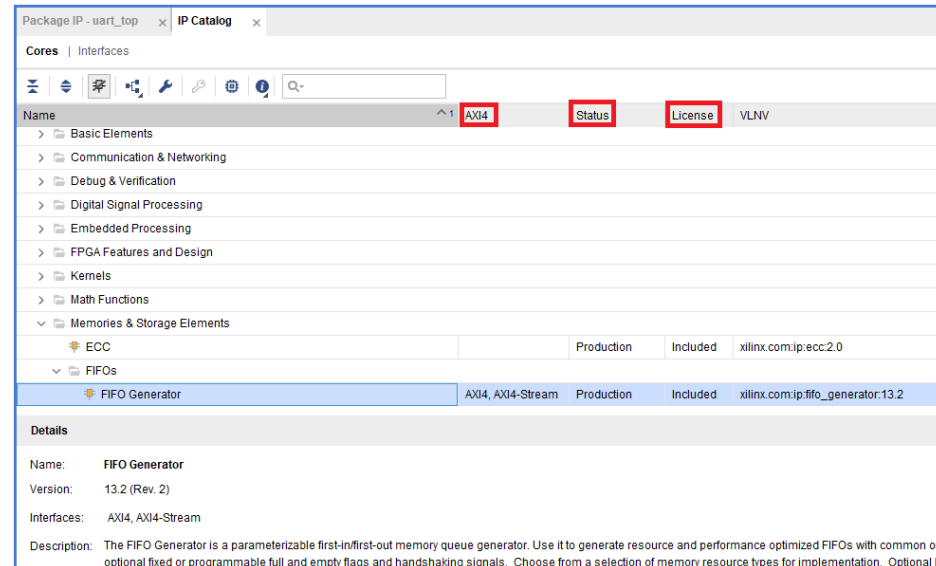 Package IP - uart_top × IP Catalog ×
Cores | Interfaces
Name 1 AXI4 Status License VLNV
Basic Elements
Communication & Networking
Debug & Verification
Digital Signal Processing
Embedded Processing
FPGA Features and Design
Kernels
Math Functions
Memories & Storage Elements
ECC Production Included xilinx.com:ip:ecc:2.0
FIFOs
FIFO Generator AXI4, AXI4-Stream Production Included xilinx.com:ip:fifo_generator:13.2
Details
Name: FIFO Generator
Version: 13.2 (Rev. 2)
Interfaces: AXI4, AXI4-Stream
Description: The FIFO Generator is a parameterizable first-in/first-out memory queue generator. Use it to generate resource and performance optimized FIFOs with common o
optional fixed or programmable full and empty flags and handshaking signals. Choose from a selection of memory resource types for implementation. Optional